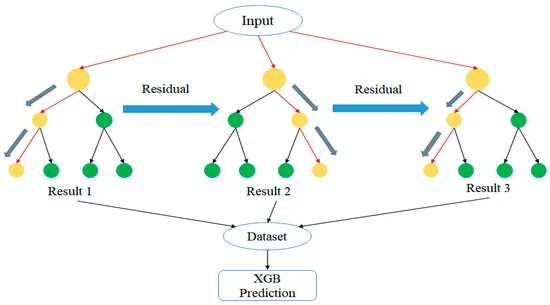 Input
Residual
Residual
Result 1
Result 2
Result 3
Dataset
XGB
Prediction